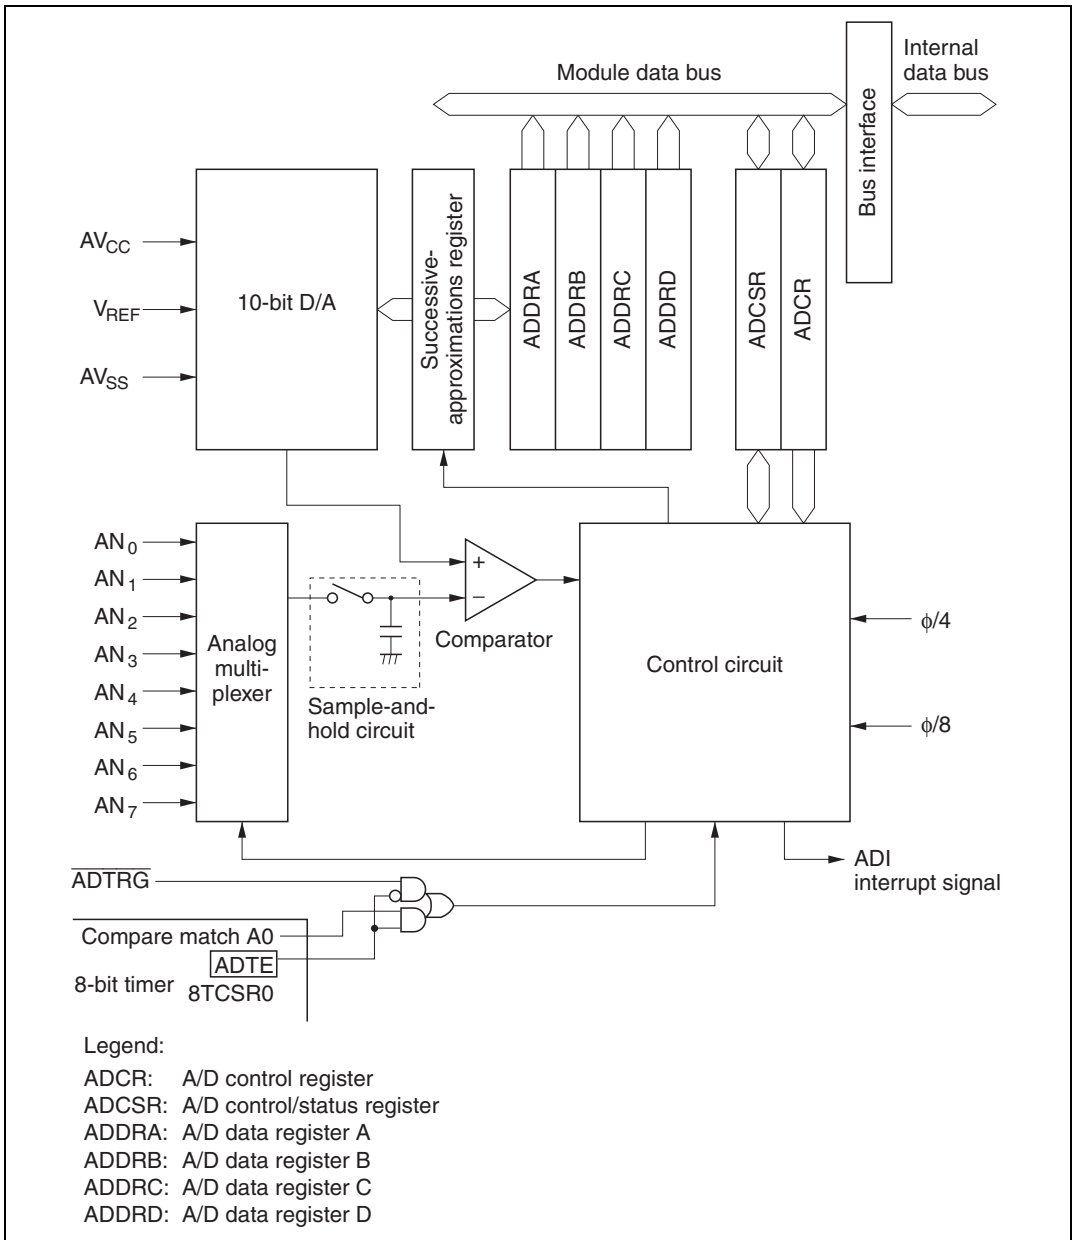 Module data bus
Internal
data bus
Bus interface
AVCC
VREF
AVSS
10-bit D/A
Successive-
approximations register
ADDRA
ADDRB
ADDRC
ADDRD
ADCSR
ADCR
AN0
AN1
AN2
AN3
AN4
AN5
AN6
AN7
Analog
multi-
plexer
Sample-and-
hold circuit
+
−
Comparator
Control circuit
ϕ/4
ϕ/8
ADI
interrupt signal
ADTRG
Compare match A0
ADTE
8-bit timer
8TCSR0
Legend:
ADCR: A/D control register
ADCSR: A/D control/status register
ADDRA: A/D data register A
ADDRB: A/D data register B
ADDRC: A/D data register C
ADDRD: A/D data register D